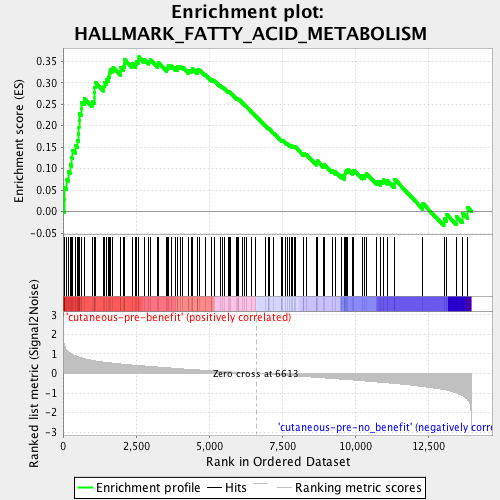 Enrichment plot:
HALLMARK_FATTY_ACID_METABOLISM
Enrichment score (ES)
0.35
0.30
0.25
0.20
0.15
0.10
0.05
0.00
-0.05
'cutaneous-pre-benefit' (positively correlated)
Ranked list metric (Signal2Noise)
3
2
1
0
-1
-2
-3
Zero cross at 6613
'cutaneous-pre-no_benefit' (negatively corre
0
2,500
5,000
7,500
10,000
12,500
Rank in Ordered Dataset
Enrichment profile
Hits
Ranking metric scores